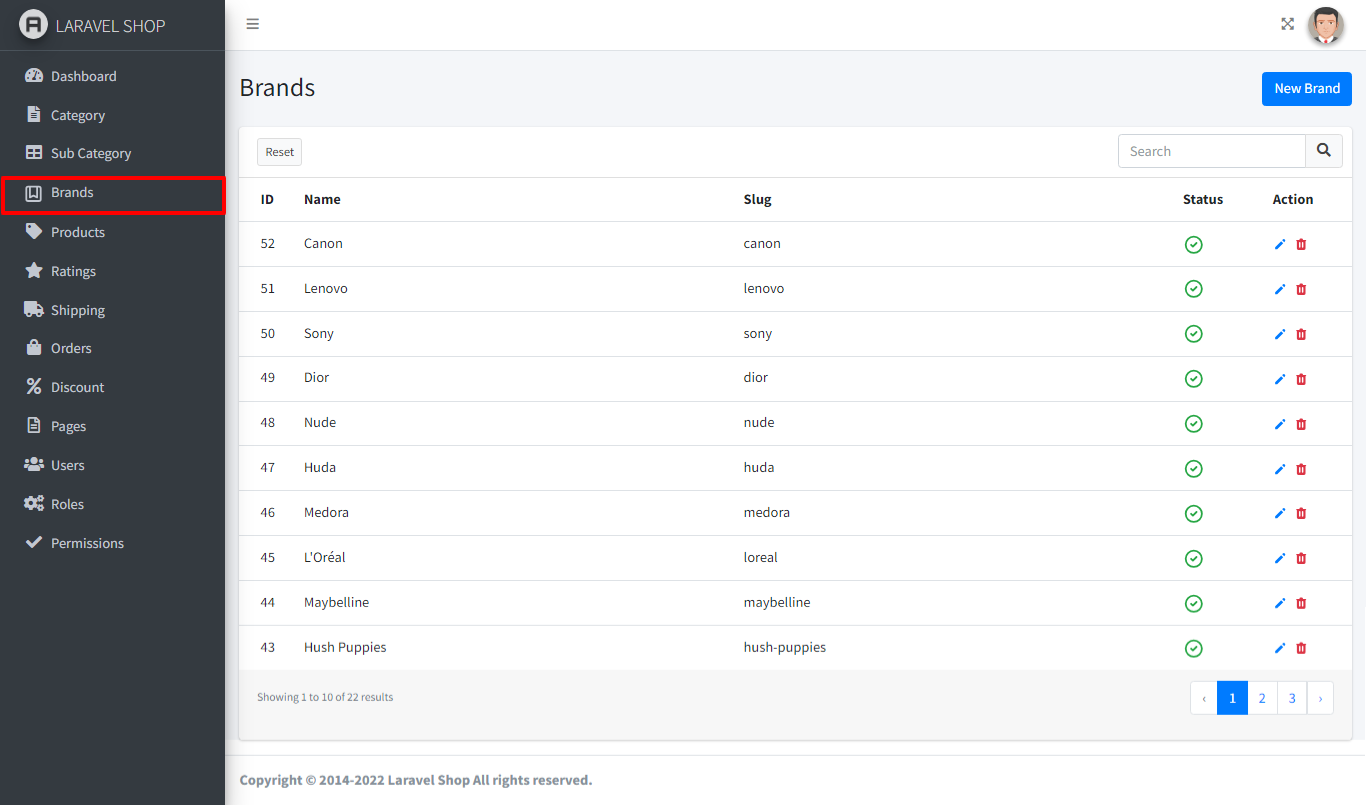 LARAVEL SHOP
Dashboard
Category
Sub Category
Brands
Products
Ratings
Shipping
Orders
Discount
Pages
Users
Roles
Permissions
Brands
New Brand
Reset
Search
ID Name Slug Status Action
52 Canon canon
51 Lenovo lenovo
50 Sony sony
49 Dior dior
48 Nude nude
47 Huda huda
46 Medora medora
45 L'Oréal loreal
44 Maybelline maybelline
43 Hush Puppies hush-puppies
Showing 1 to 10 of 22 results
‹ 1 2 3 ›
Copyright © 2014-2022 Laravel Shop All rights reserved.